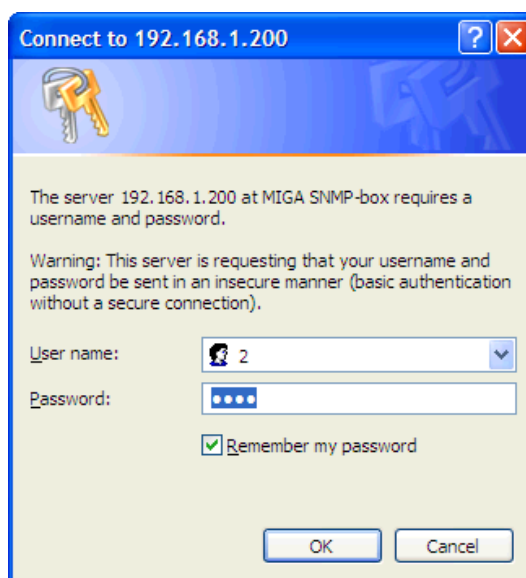 Connect to 192.168.1.200
The server 192.168.1.200 at MIGA SNMP-box requires a
username and password.
Warning: This server is requesting that your username and
password be sent in an insecure manner (basic authentication
without a secure connection).
User name: 2
Password: ••••
Remember my password
OK Cancel